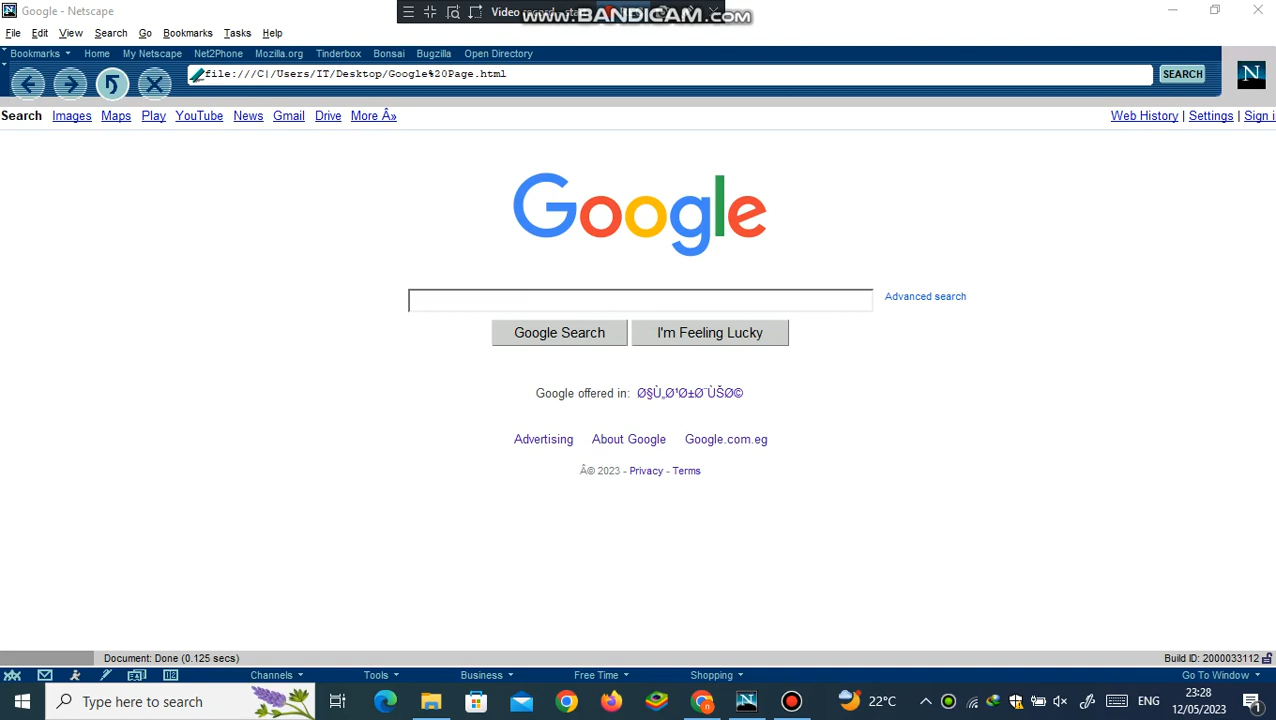 Google - Netscape
Video
www.BANDICAM.com
File Edit View Search Go Bookmarks Tasks Help
Bookmarks Home My Netscape Net2Phone Mozilla.org Tinderbox Bonsai Bugzilla Open Directory
file:///C|/Users/IT/Desktop/Google%20Page.html
SEARCH
N
Search Images Maps Play YouTube News Gmail Drive More Â»
Web History | Settings | Sign i
Google
Advanced search
Google Search I'm Feeling Lucky
Google offered in: Ø§Ù„Ø¹Ø±Ø¨ÙŠØ©
Advertising About Google Google.com.eg
Â© 2023 - Privacy - Terms
Document: Done (0.125 secs)
Build ID: 2000033112
Channels Tools Business Free Time Shopping Go To Window
Type here to search
22°C
ENG
23:28
12/05/2023
1